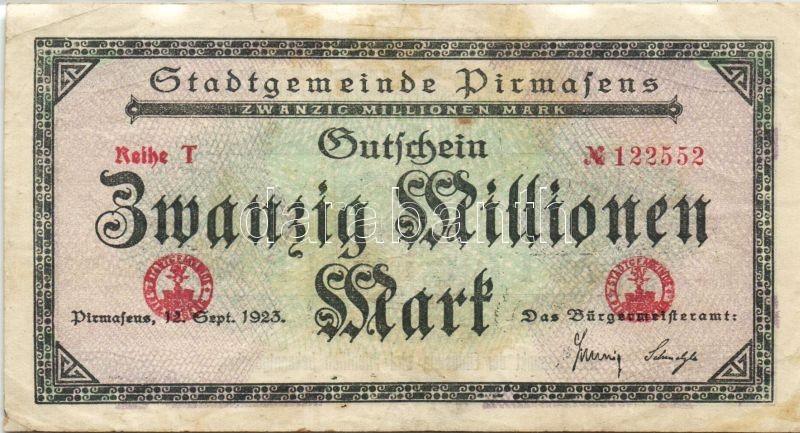 Stadtgemeinde Pirmasens
ZWANZIG MILLIONEN MARK
Gutschein
Reihe T № 122552
Zwanzig Millionen
Mark
Pirmasens, 12. Sept. 1923. Das Bürgermeisteramt: